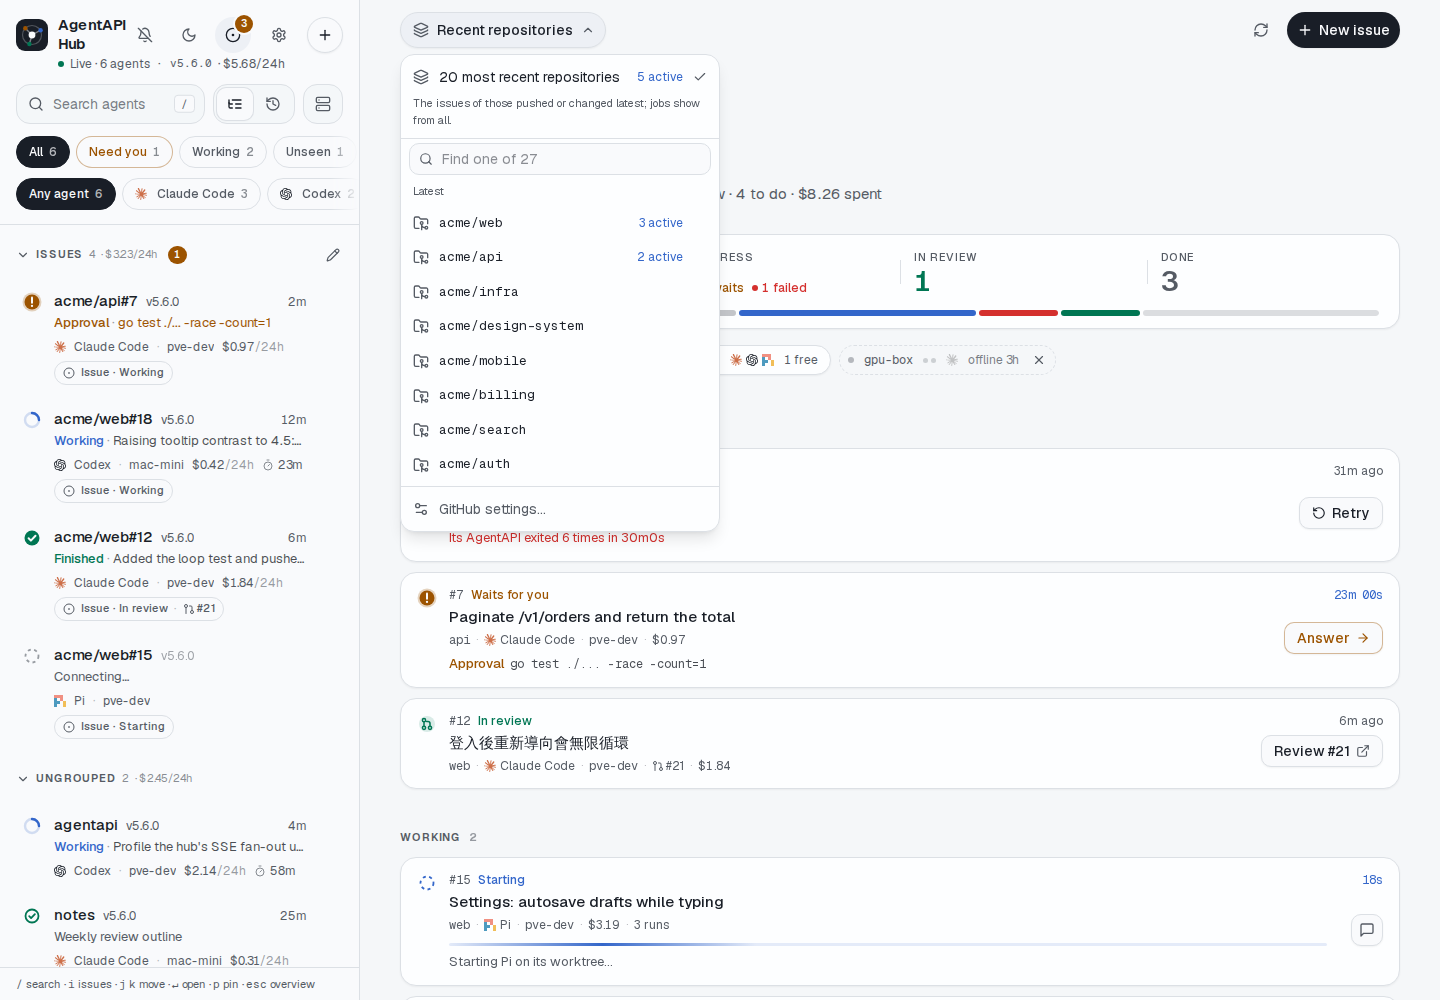 AgentAPI Hub
3
Live · 6 agents · v5.6.0 · $5.68/24h
Search agents /
All 6 Need you 1 Working 2 Unseen 1
Any agent 6 Claude Code 3 Codex 2
ISSUES 4 · $3.23/24h 1
acme/api#7 v5.6.0 2m
Approval · go test ./... -race -count=1
Claude Code · pve-dev $0.97/24h
Issue · Working
acme/web#18 v5.6.0 12m
Working · Raising tooltip contrast to 4.5:…
Codex · mac-mini $0.42/24h 23m
Issue · Working
acme/web#12 v5.6.0 6m
Finished · Added the loop test and pushe…
Claude Code · pve-dev $1.84/24h
Issue · In review · #21
acme/web#15 v5.6.0
Connecting…
Pi · pve-dev
Issue · Starting
UNGROUPED 2 · $2.45/24h
agentapi v5.6.0 4m
Working · Profile the hub's SSE fan-out u…
Codex · pve-dev $2.14/24h 58m
notes v5.6.0 25m
Weekly review outline
Claude Code · mac-mini $0.31/24h
/ search · i issues · j k move · ↵ open · p pin · esc overview
Recent repositories
New issue
20 most recent repositories 5 active
The issues of those pushed or changed latest; jobs show
from all.
Find one of 27
Latest
acme/web 3 active
acme/api 2 active
acme/infra
acme/design-system
acme/mobile
acme/billing
acme/search
acme/auth
GitHub settings…
· 4 to do · $8.26 spent
IN REVIEW
1
DONE
3
1 failed
1 free
gpu-box offline 3h
31m ago
Retry
Its AgentAPI exited 6 times in 30m0s
#7 Waits for you 23m 00s
Paginate /v1/orders and return the total
api · Claude Code · pve-dev · $0.97
Answer
Approval go test ./... -race -count=1
#12 In review 6m ago
登入後重新導向會無限循環
Review #21
web · Claude Code · pve-dev · #21 · $1.84
WORKING 2
#15 Starting 18s
Settings: autosave drafts while typing
web · Pi · pve-dev · $3.19 · 3 runs
Starting Pi on its worktree…